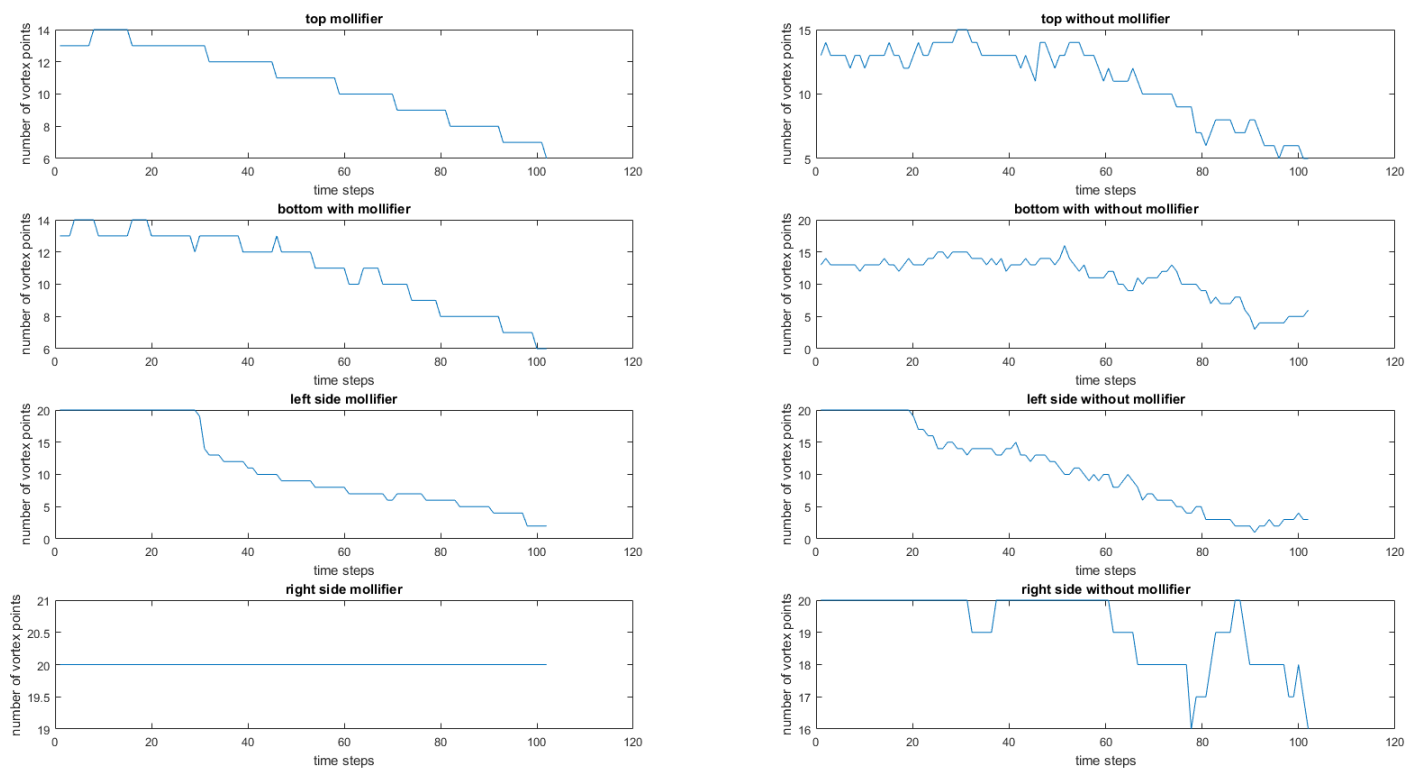 top mollifier
number of vortex points
14
12
10
8
6
0 20 40 60 80 100 120
time steps
top without mollifier
number of vortex points
15
10
5
0 20 40 60 80 100 120
time steps
bottom with mollifier
number of vortex points
14
12
10
8
6
0 20 40 60 80 100 120
time steps
bottom with without mollifier
number of vortex points
20
15
10
5
0
0 20 40 60 80 100 120
time steps
left side mollifier
number of vortex points
20
15
10
5
0
0 20 40 60 80 100 120
time steps
left side without mollifier
number of vortex points
20
15
10
5
0
0 20 40 60 80 100 120
time steps
right side mollifier
number of vortex points
21
20.5
20
19.5
19
0 20 40 60 80 100 120
time steps
right side without mollifier
number of vortex points
20
19
18
17
16
0 20 40 60 80 100 120
time steps